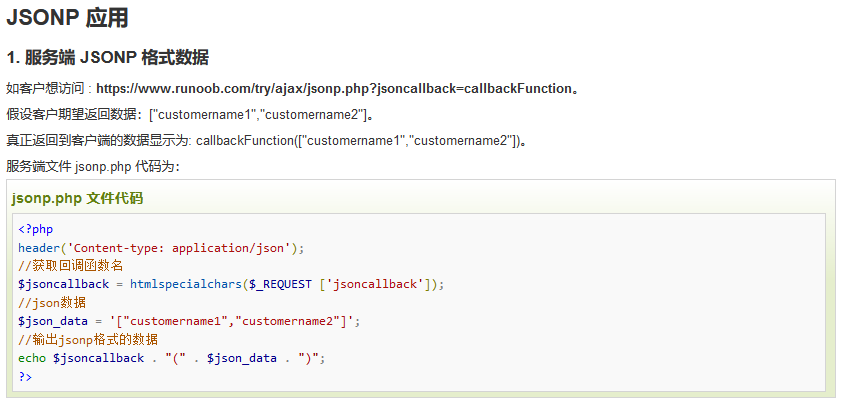 JSONP 应用
1. 服务端 JSONP 格式数据
如客户想访问 : https://www.runoob.com/try/ajax/jsonp.php?jsoncallback=callbackFunction。
假设客户期望返回数据：["customername1","customername2"]。
真正返回到客户端的数据显示为: callbackFunction(["customername1","customername2"])。
服务端文件 jsonp.php 代码为：
jsonp.php 文件代码
<?php
header('Content-type: application/json');
//获取回调函数名
$jsoncallback = htmlspecialchars($_REQUEST ['jsoncallback']);
//json数据
$json_data = '["customername1","customername2"]';
//输出jsonp格式的数据
echo $jsoncallback . "(" . $json_data . ")";
?>